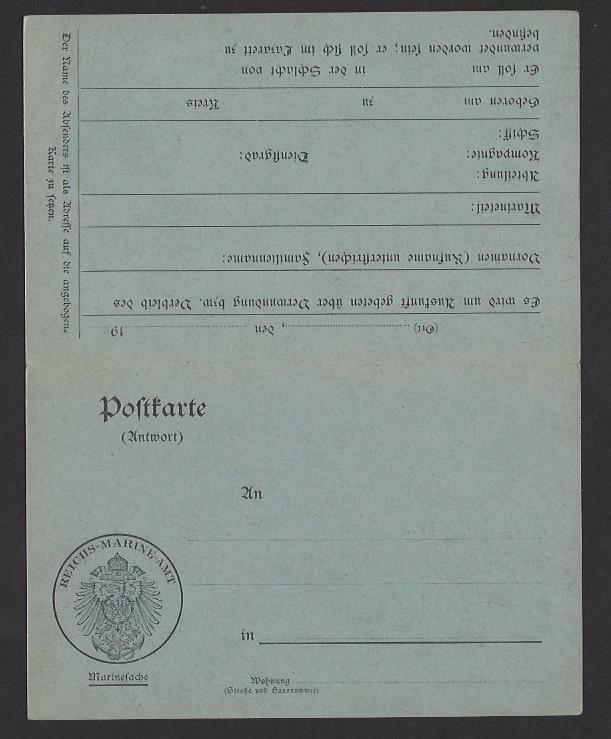 (Ort) ........................, den ........................ 19
Es wird um Auskunft gebeten über Verwundung bzw. Verbleib des
Vornamen (Rufname unterstrichen), Familienname:
Marineteil:
Abteilung:
Kompagnie: Dienstgrad:
Schiff:
Geboren am zu Kreis
Er soll am in der Schlacht von
verwundet worden sein; er soll sich im Lazarett zu
befinden.
Der Name des Absenders ist als Adresse auf die angebogene
Karte zu setzen.
Postkarte
(Antwort)
An
REICHS-MARINE-AMT
in
Marinesache
Wohnung
(Straße und Hausnummer)